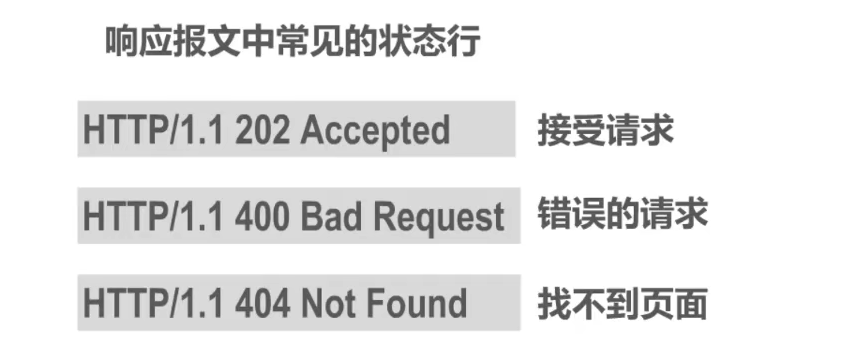 响应报文中常见的状态行
HTTP/1.1 202 Accepted 接受请求
HTTP/1.1 400 Bad Request 错误的请求
HTTP/1.1 404 Not Found 找不到页面